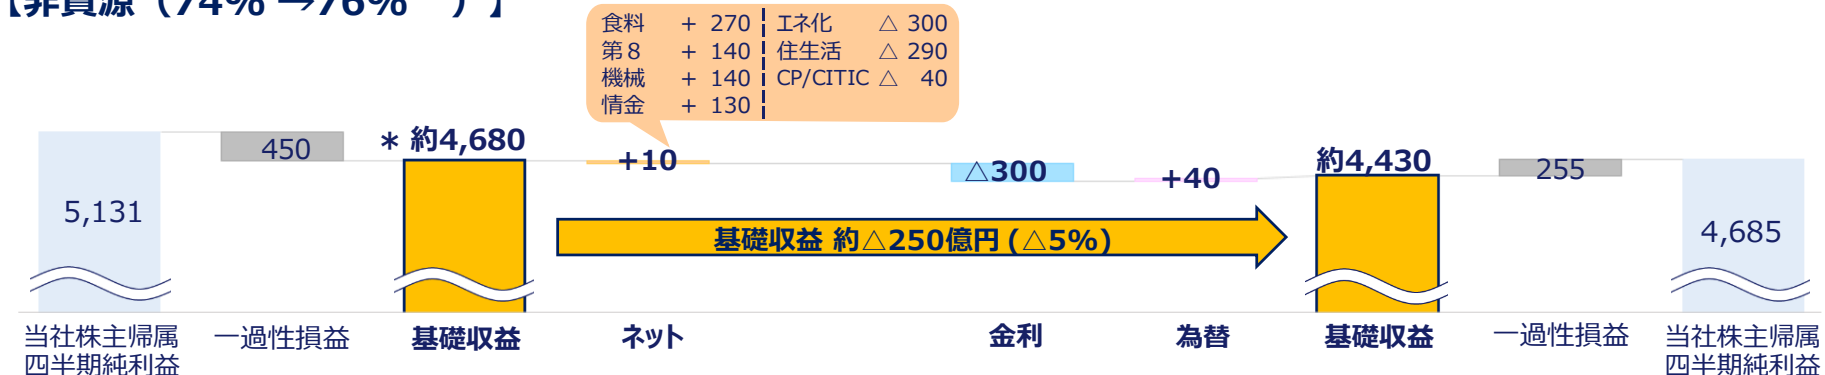 【非資源（74% →76% ）】
食料 + 270 エネ化 △ 300
第8 + 140 住生活 △ 290
機械 + 140 CP/CITIC △ 40
情金 + 130
5,131
450
＊ 約4,680
+10
△300
+40
約4,430
255
4,685
基礎収益 約△250億円 (△5%)
当社株主帰属
四半期純利益
一過性損益
基礎収益
ネット
金利
為替
基礎収益
一過性損益
当社株主帰属
四半期純利益